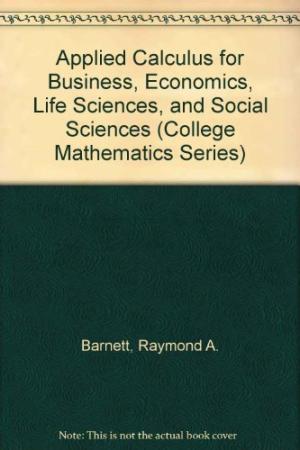 Applied Calculus for
Business, Economics,
Life Sciences, and Social
Sciences (College
Mathematics Series)
Barnett, Raymond A.
Note: This is not the actual book cover